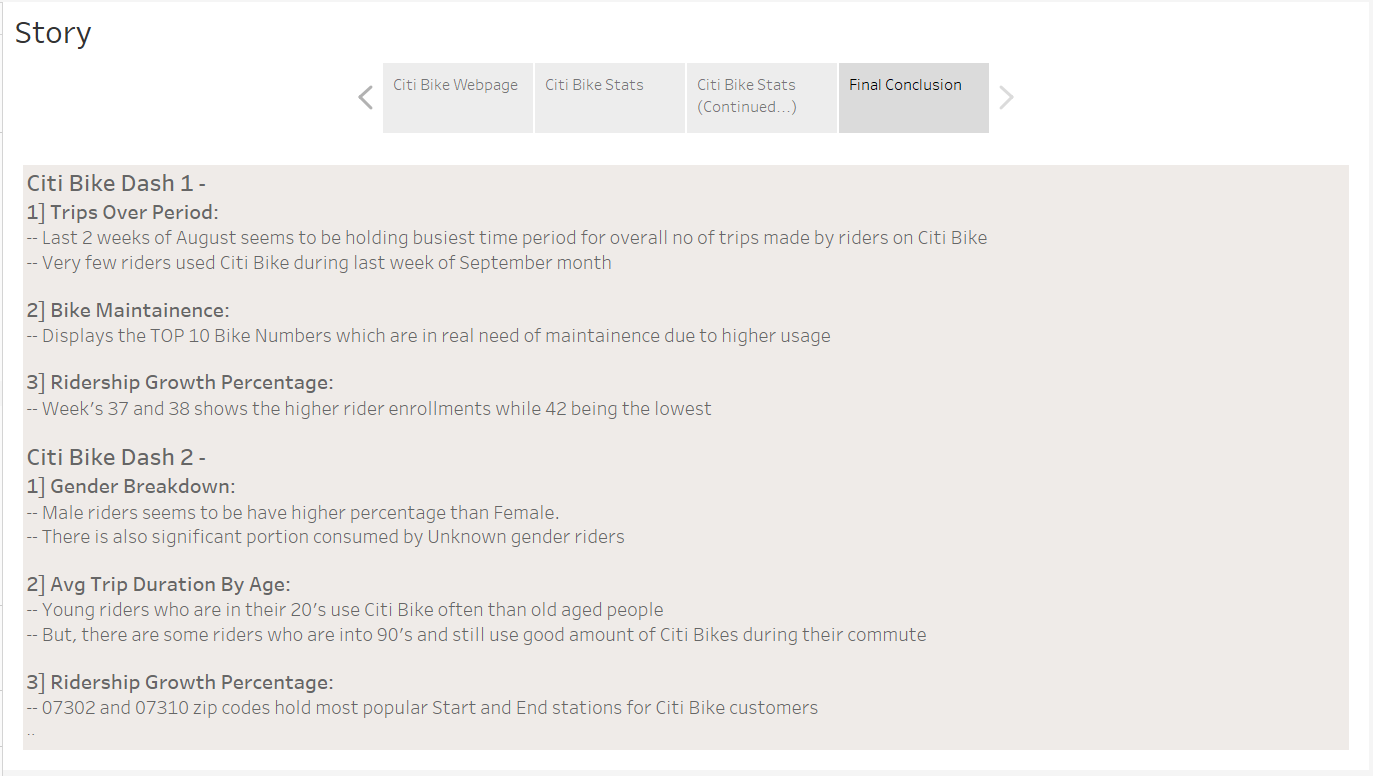 Story
Citi Bike Webpage
Citi Bike Stats
Citi Bike Stats
(Continued...)
Final Conclusion
Citi Bike Dash 1 -
1] Trips Over Period:
-- Last 2 weeks of August seems to be holding busiest time period for overall no of trips made by riders on Citi Bike
-- Very few riders used Citi Bike during last week of September month
2] Bike Maintainence:
-- Displays the TOP 10 Bike Numbers which are in real need of maintainence due to higher usage
3] Ridership Growth Percentage:
-- Week's 37 and 38 shows the higher rider enrollments while 42 being the lowest
Citi Bike Dash 2 -
1] Gender Breakdown:
-- Male riders seems to be have higher percentage than Female.
-- There is also significant portion consumed by Unknown gender riders
2] Avg Trip Duration By Age:
-- Young riders who are in their 20's use Citi Bike often than old aged people
-- But, there are some riders who are into 90's and still use good amount of Citi Bikes during their commute
3] Ridership Growth Percentage:
-- 07302 and 07310 zip codes hold most popular Start and End stations for Citi Bike customers
..